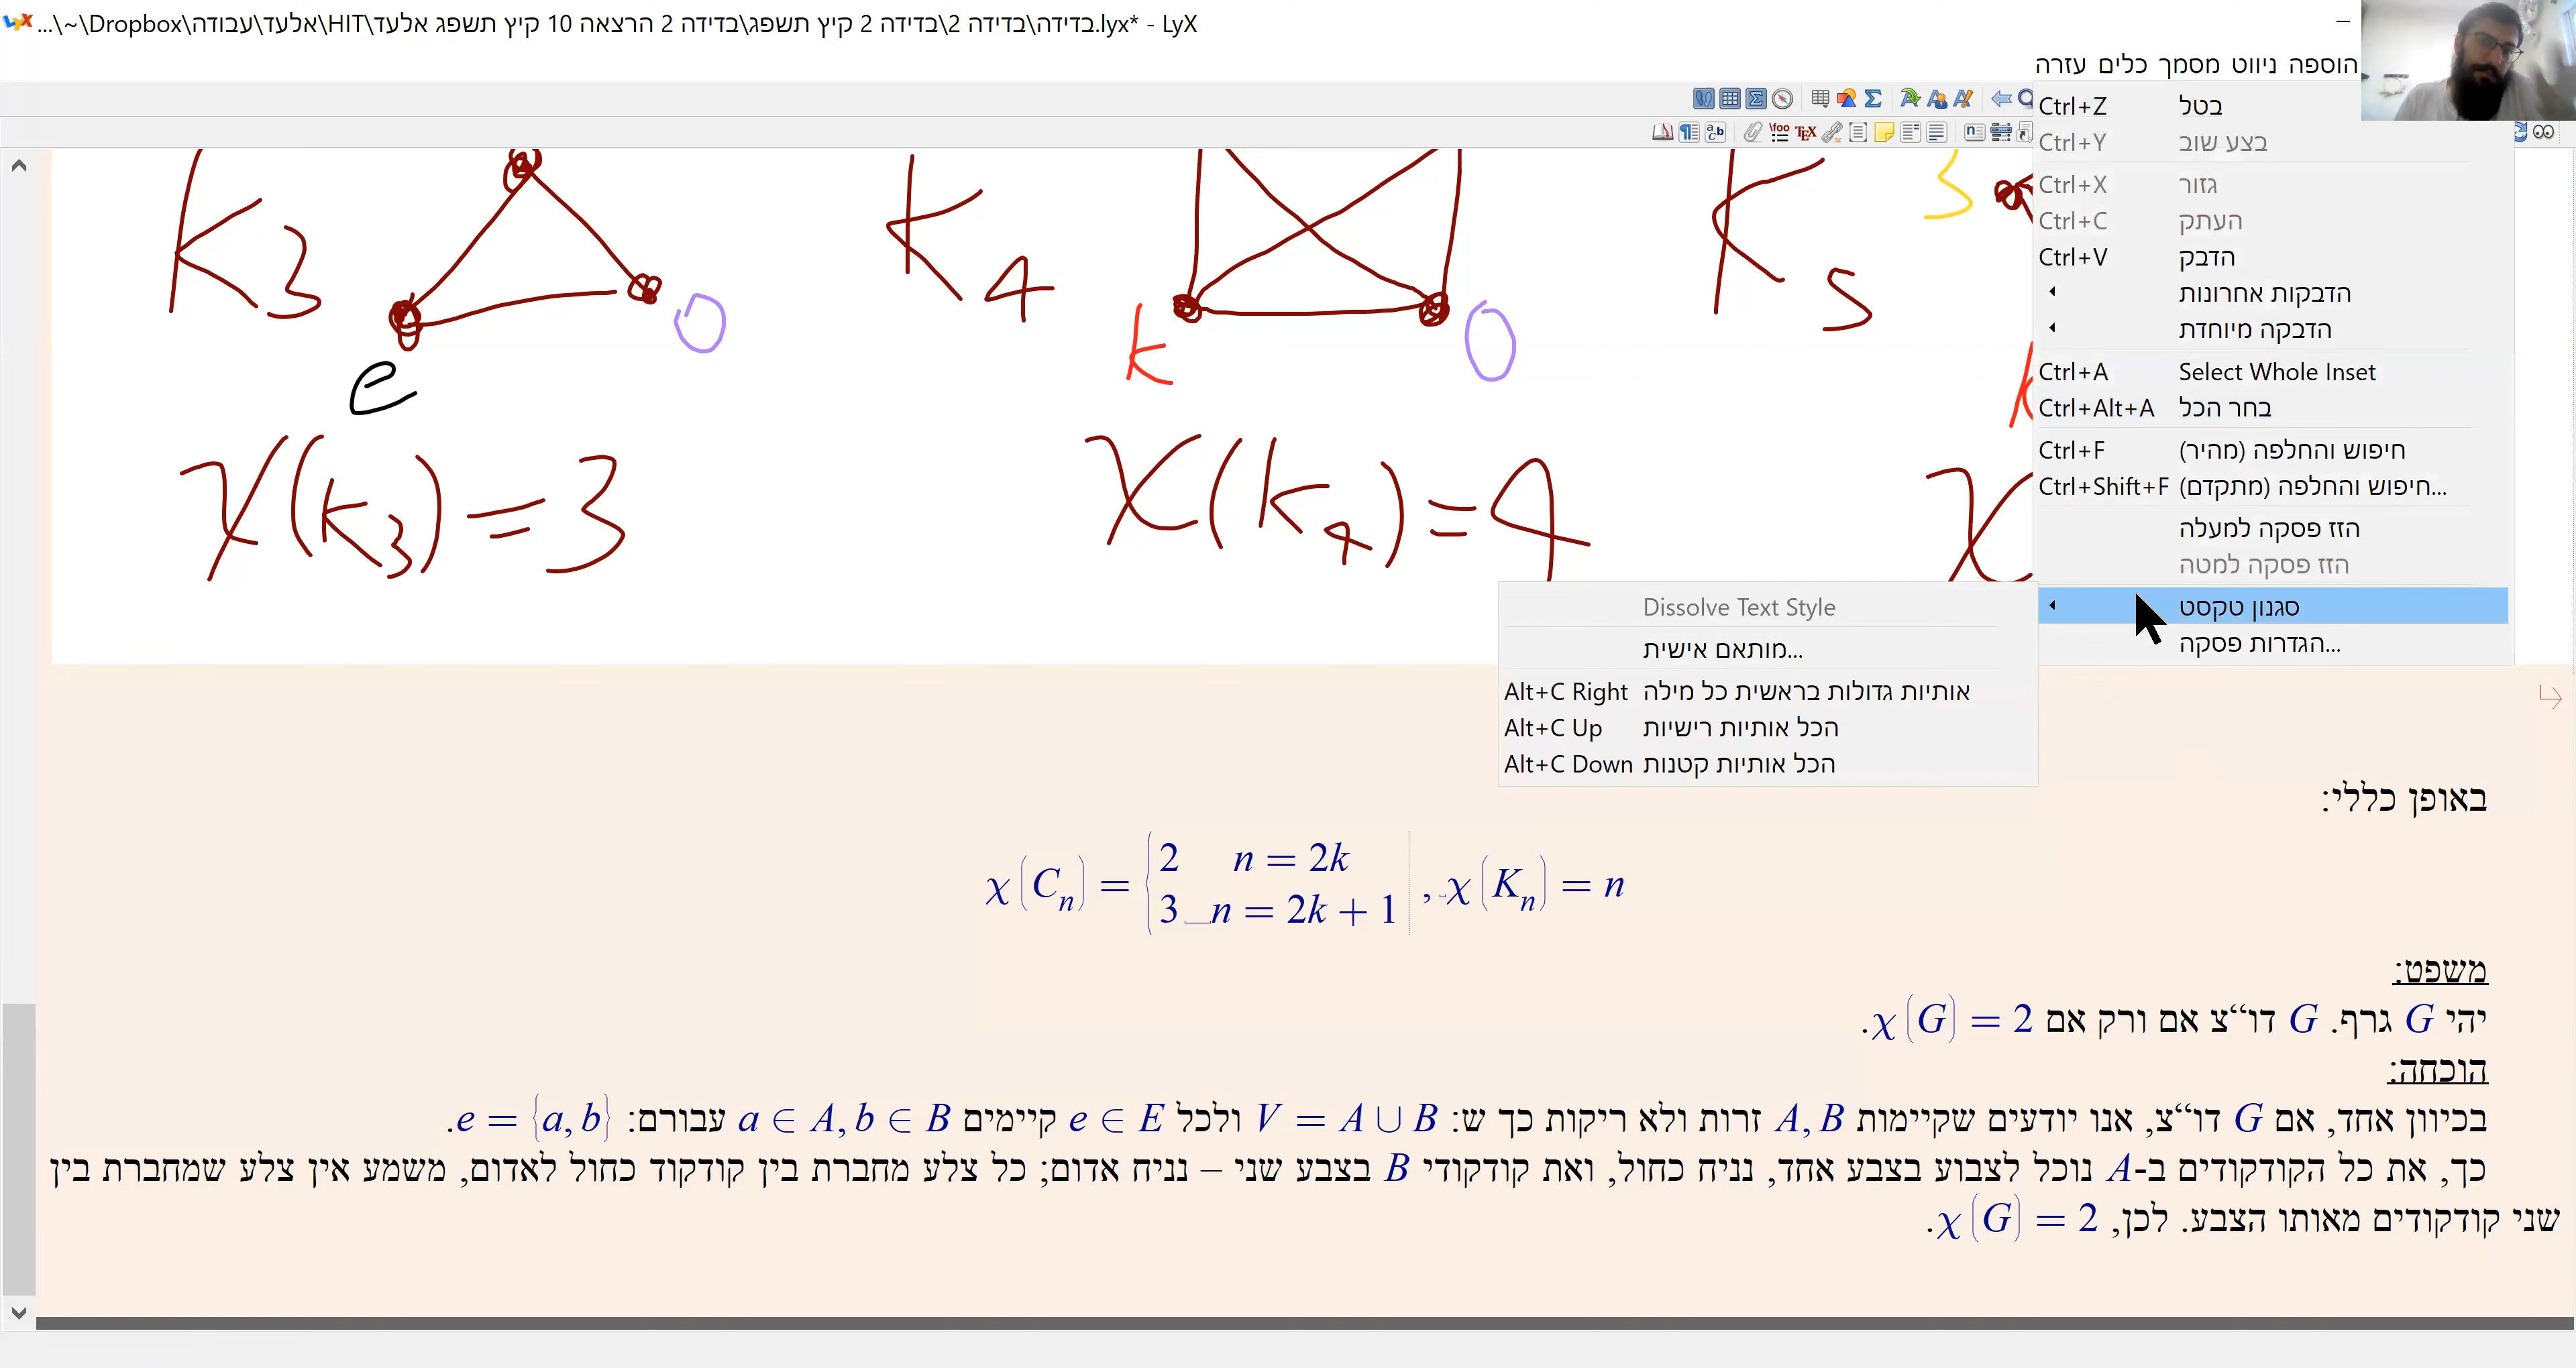 ...\~\Dropbox\אלעד\עבודה\HIT\בדידה\בדידה 2\בדידה 2 קיץ תשפג\בדידה 2 הרצאה 10 קיץ תשפג אלעד.lyx* - LyX
הוספה ניווט מסמך כלים עזרה
בטל Ctrl+Z
בצע שוב Ctrl+Y
גזור Ctrl+X
העתק Ctrl+C
הדבק Ctrl+V
הדבקות אחרונות
הדבקה מיוחדת
Select Whole Inset Ctrl+A
בחר הכל Ctrl+Alt+A
חיפוש והחלפה (מהיר) Ctrl+F
חיפוש והחלפה (מתקדם)... Ctrl+Shift+F
הזז פסקה למעלה
הזז פסקה למטה
סגנון טקסט
הגדרות פסקה...
Dissolve Text Style
מותאם אישית...
אותיות גדולות בראשית כל מילה Alt+C Right
הכל אותיות רישיות Alt+C Up
הכל אותיות קטנות Alt+C Down
K3 K4 K5 3
e 0 k 0
χ(K3)=3 χ(K4)=4 χ
באופן כללי:
χ(Cn) = { 2 n = 2k
3 n = 2k + 1 , χ(Kn) = n
משפט:
יהי G גרף. G דו“צ אם ורק אם χ(G) = 2.
הוכחה:
בכיוון אחד, אם G דו“צ, אנו יודעים שקיימות A, B זרות ולא ריקות כך ש: V = A ∪ B ולכל e ∈ E קיימים a ∈ A, b ∈ B עבורם: e = {a, b}.
כך, את כל הקודקודים ב-A נוכל לצבוע בצבע אחד, נניח כחול, ואת קודקודי B בצבע שני – נניח אדום; כל צלע מחברת בין קודקוד כחול לאדום, משמע אין צלע שמחברת בין
שני קודקודים מאותו הצבע. לכן, χ(G) = 2.